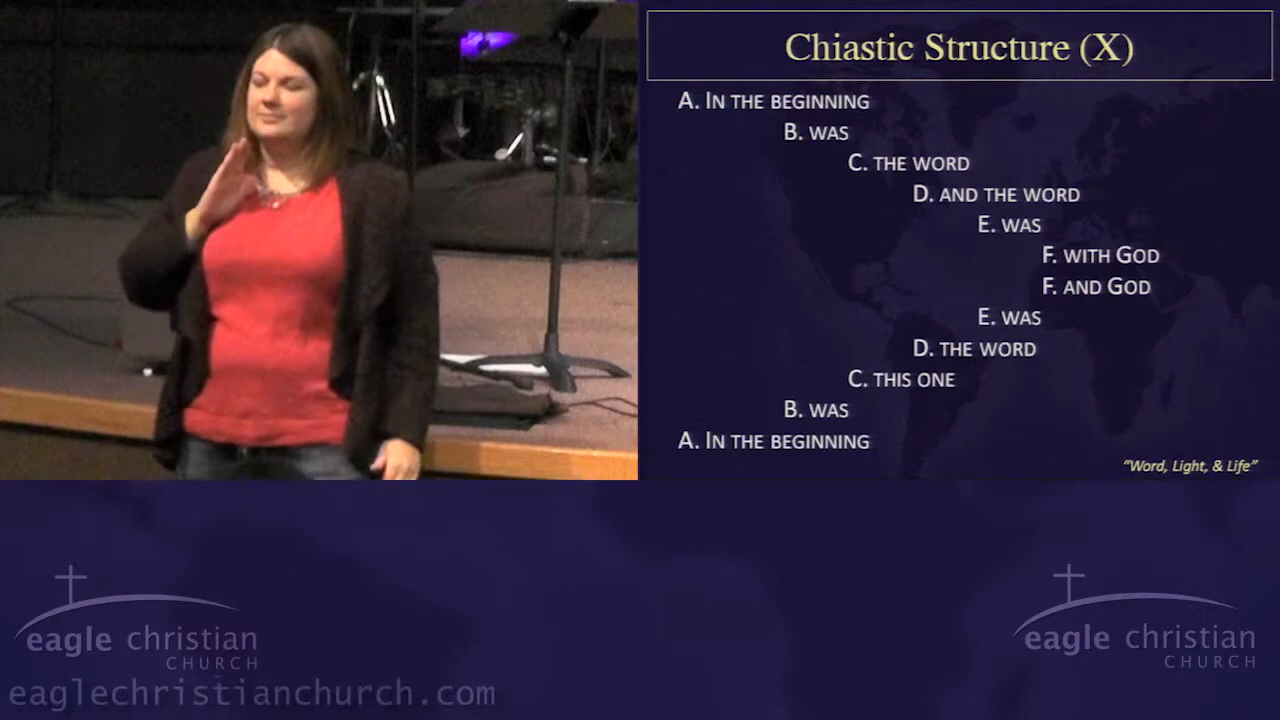 Chiastic Structure (X)
A. IN THE BEGINNING
B. WAS
C. THE WORD
D. AND THE WORD
E. WAS
F. WITH GOD
F. AND GOD
E. WAS
D. THE WORD
C. THIS ONE
B. WAS
A. IN THE BEGINNING
"Word, Light, & Life"
eagle christian
CHURCH
eaglechristianchurch.com
eagle christian
CHURCH